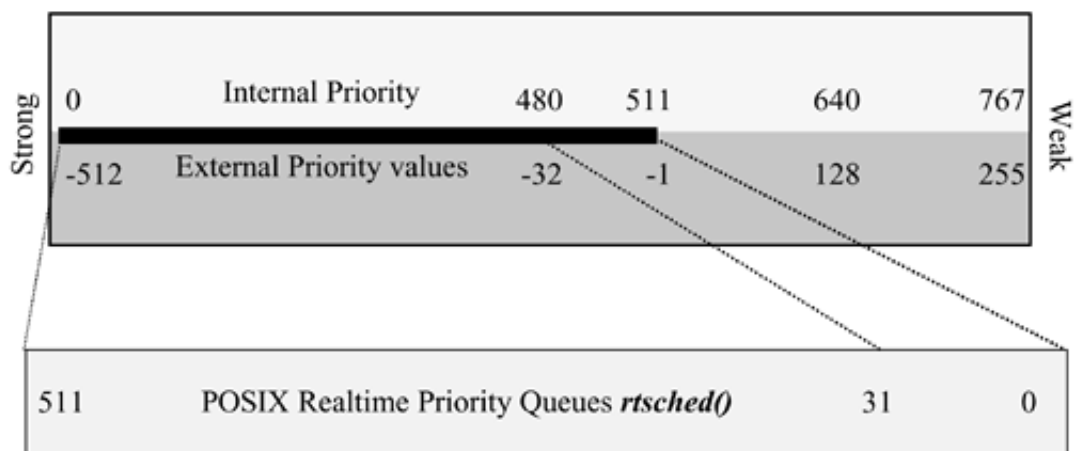 Strong
0 Internal Priority 480 511 640 767
-512 External Priority values -32 -1 128 255
Weak
511 POSIX Realtime Priority Queues rtsched() 31 0